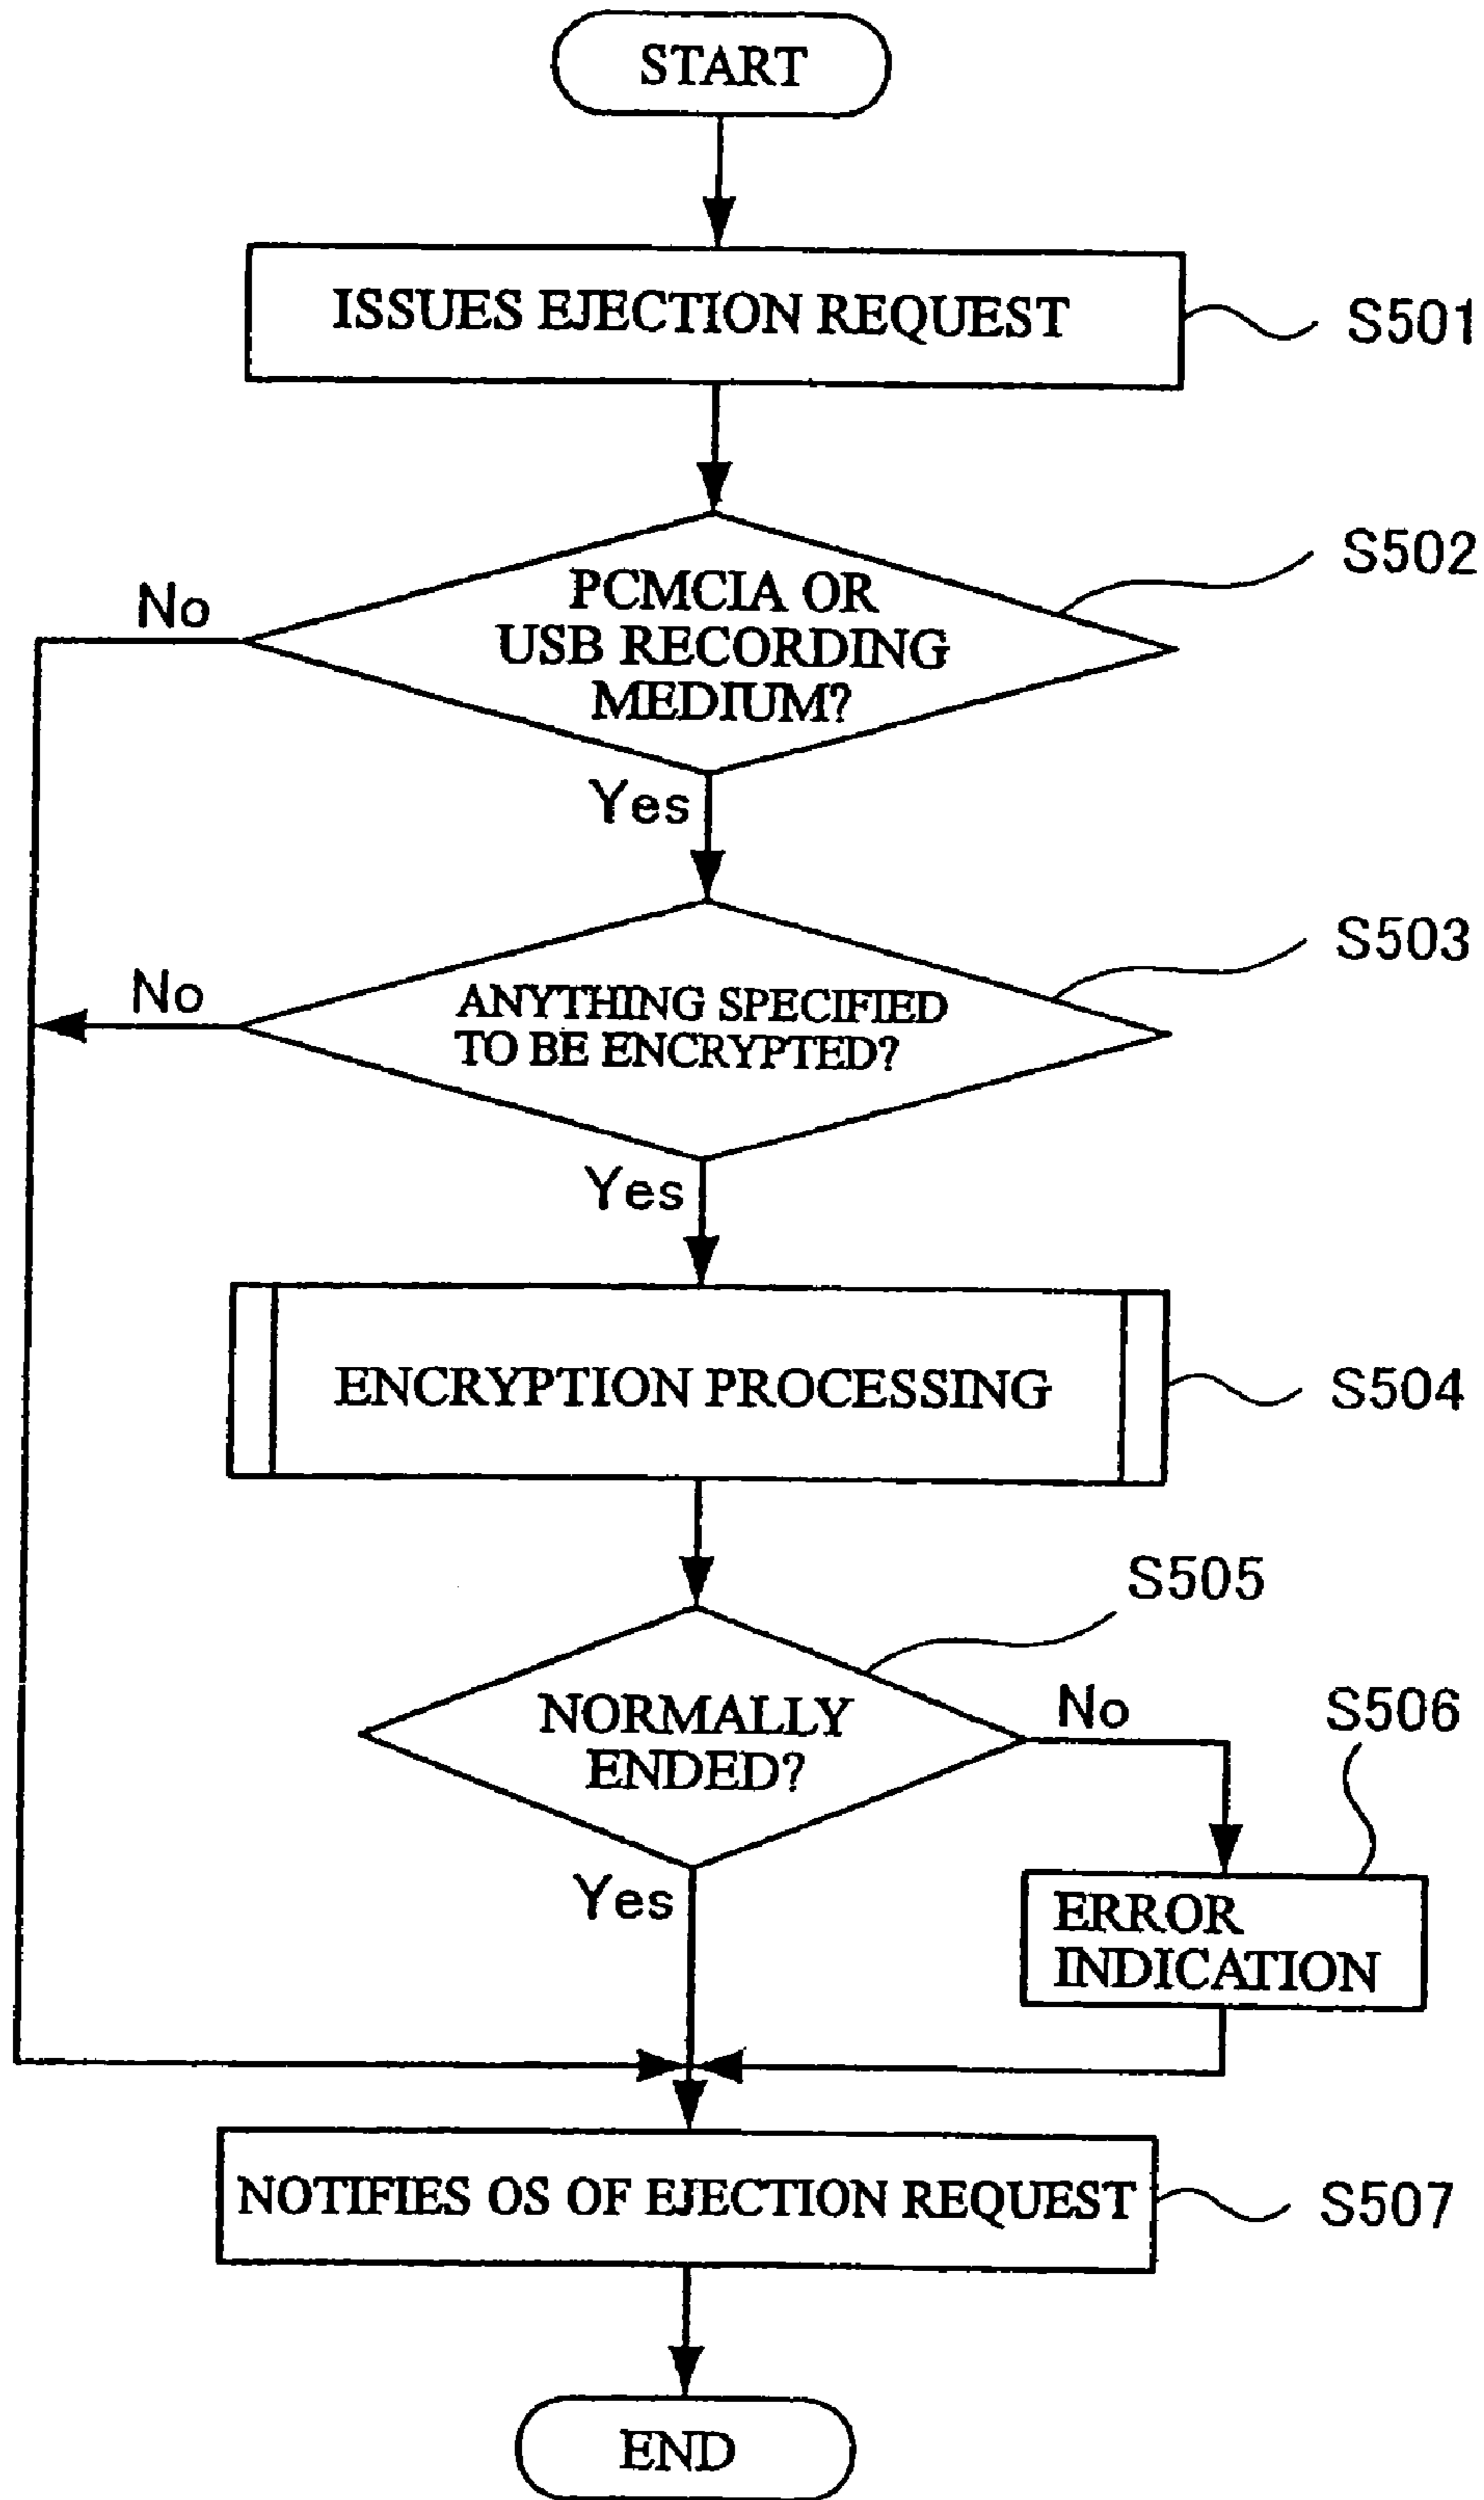 START
ISSUES EJECTION REQUEST
S501
S502
No
PCMCIA OR
USB RECORDING
MEDIUM?
Yes
S503
No
ANYTHING SPECIFIED
TO BE ENCRYPTED?
Yes
ENCRYPTION PROCESSING
S504
S505
NORMALLY
ENDED?
No
S506
Yes
ERROR
INDICATION
NOTIFIES OS OF EJECTION REQUEST
S507
END